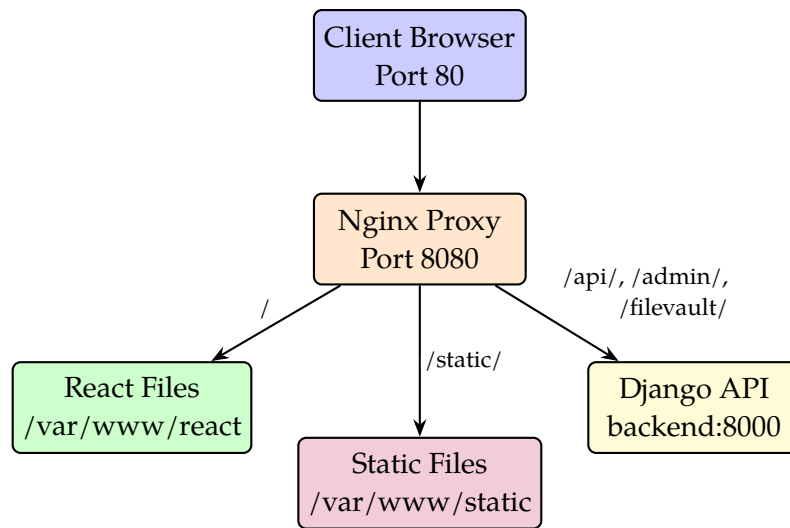 Client Browser
Port 80
Nginx Proxy
Port 8080
/
/api/, /admin/,
/filevault/
/static/
React Files
/var/www/react
Django API
backend:8000
Static Files
/var/www/static